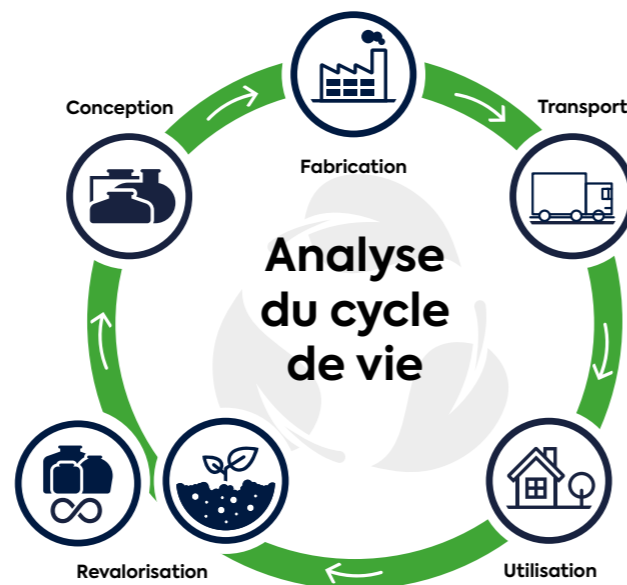 Conception
Transport
Fabrication
Analyse
du cycle
de vie
Revalorisation
Utilisation